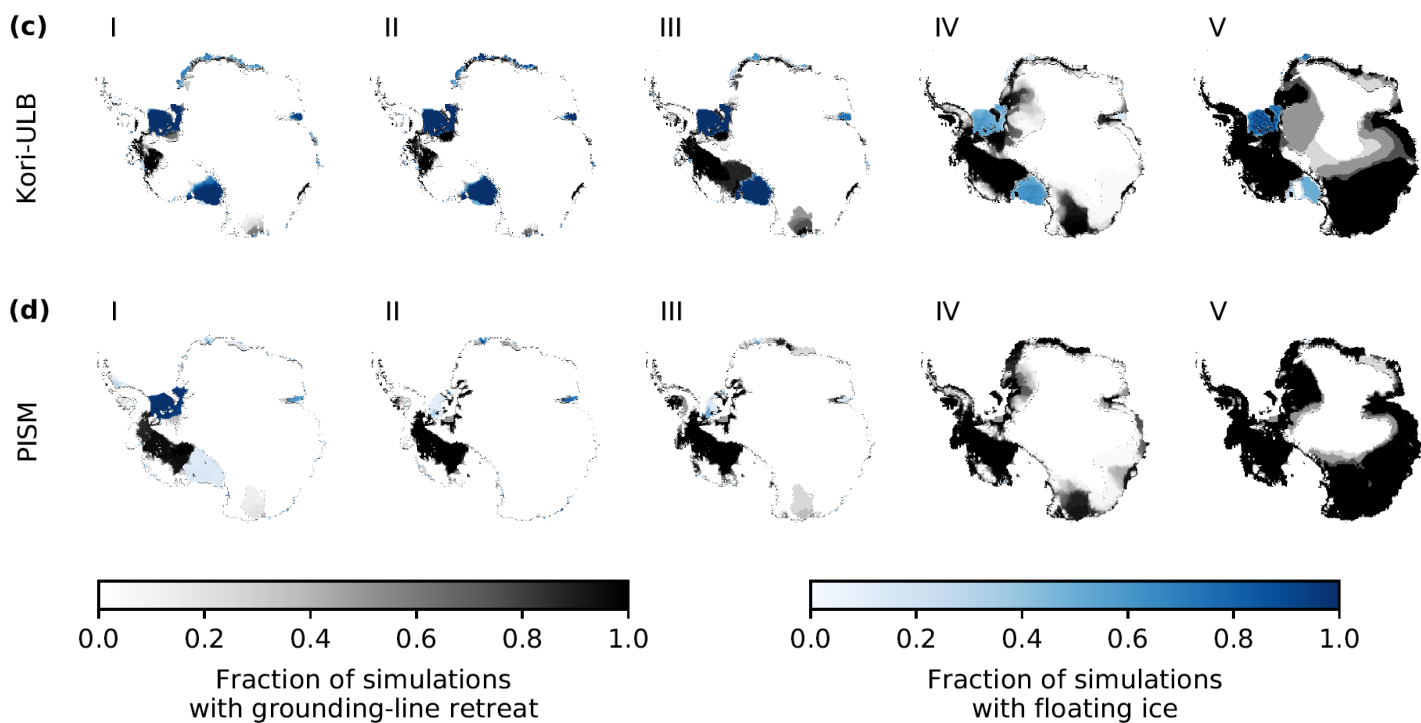 (c) I II III IV V
Kori-ULB
(d) I II III IV V
PISM
0.0 0.2 0.4 0.6 0.8 1.0
Fraction of simulations
with grounding-line retreat
0.0 0.2 0.4 0.6 0.8 1.0
Fraction of simulations
with floating ice